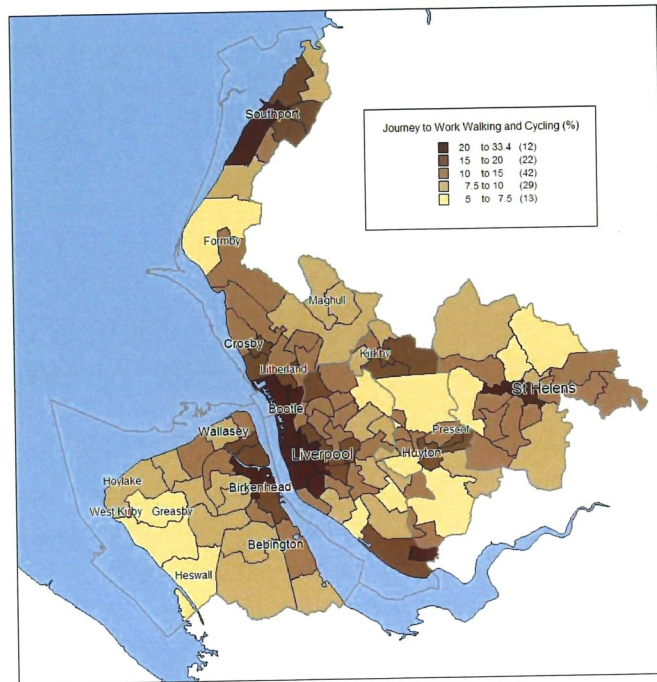 Southport
Journey to Work Walking and Cycling (%)
20 to 33.4 (12)
15 to 20 (22)
10 to 15 (42)
7.5 to 10 (29)
5 to 7.5 (13)
Formby
Maghull
Crosby
Kirkby
Litherland
St Helens
Bootle
Wallasey
Prescot
Liverpool
Huyton
Hoylake
Birkenhead
West Kirby
Greasby
Bebington
Heswall